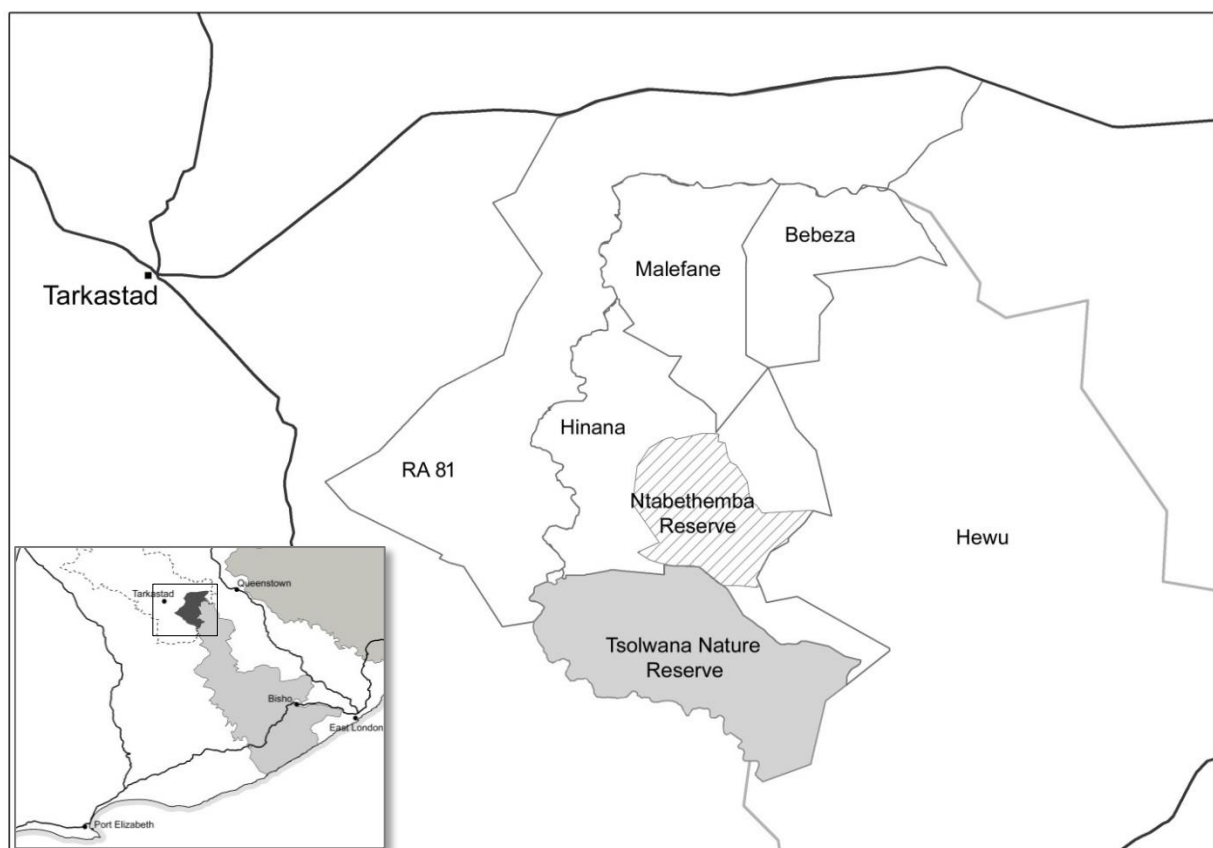 Bebeza
Malefane
Tarkastad
Hinana
RA 81
Ntabethemba
Reserve
Hewu
Tsolwana Nature
Reserve
Queenstown
Tarkastad
Bisho
East London
Port Elizabeth